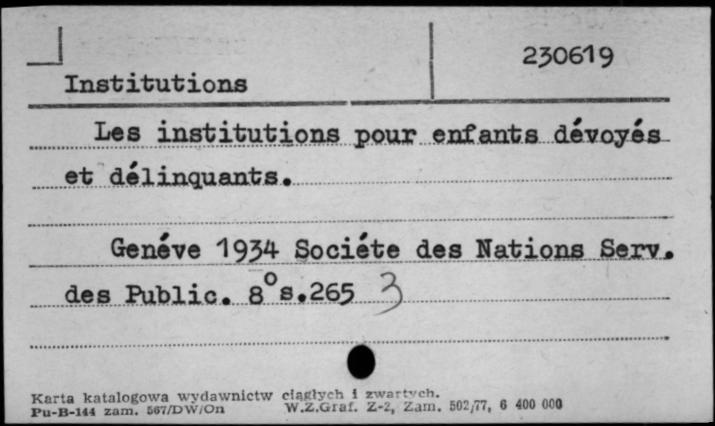 230619
Institutions
Les institutions pour enfants dévoyés
et délinquants.
Genéve 1934 Sociéte des Nations Serv.
des Public. 8° s.265 3
Karta katalogowa wydawnictw ciągłych i zwartych.
Pu-B-144 zam. 567/DW/On W.Z.Graf. Z-2, Zam. 502/77, 6 400 000